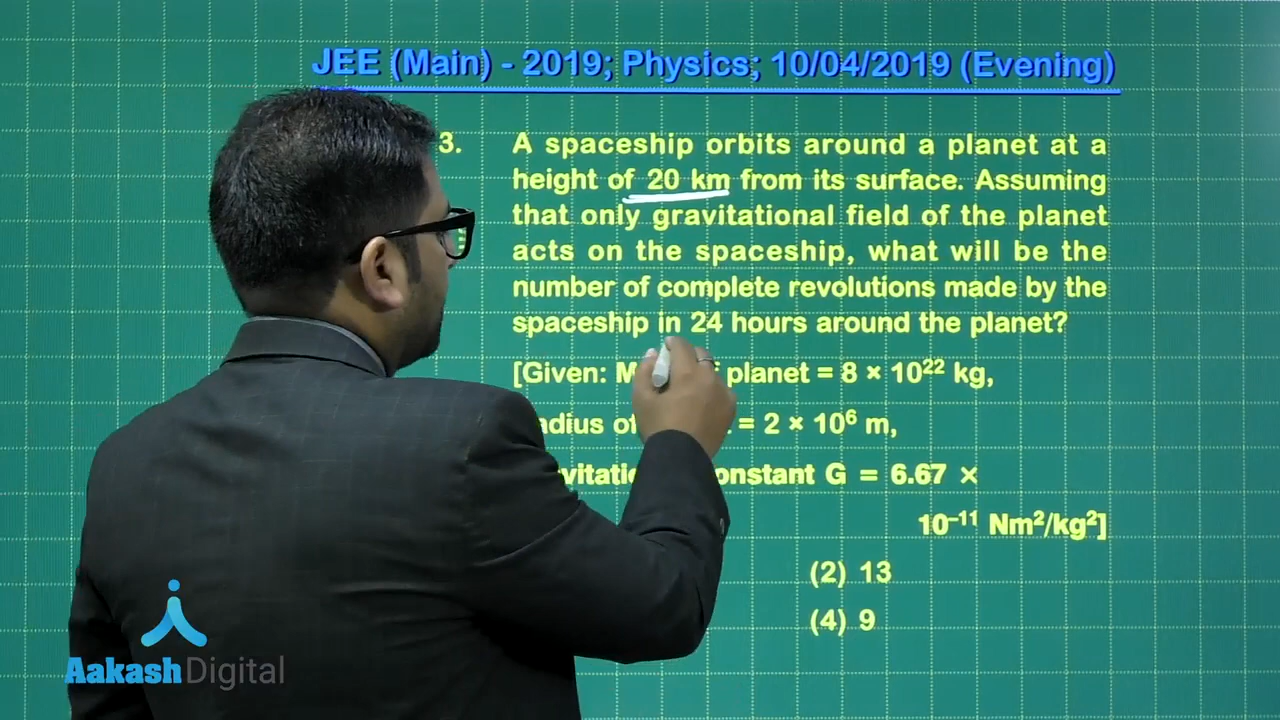 JEE (Main) - 2019; Physics; 10/04/2019 (Evening)
3. A spaceship orbits around a planet at a
height of 20 km from its surface. Assuming
that only gravitational field of the planet
acts on the spaceship, what will be the
number of complete revolutions made by the
spaceship in 24 hours around the planet?
[Given: planet = 8 × 10²² kg,
= 2 × 10⁶ m,
G = 6.67 ×
10⁻¹¹ Nm²/kg²]
(2) 13
(4) 9
Aakash Digital